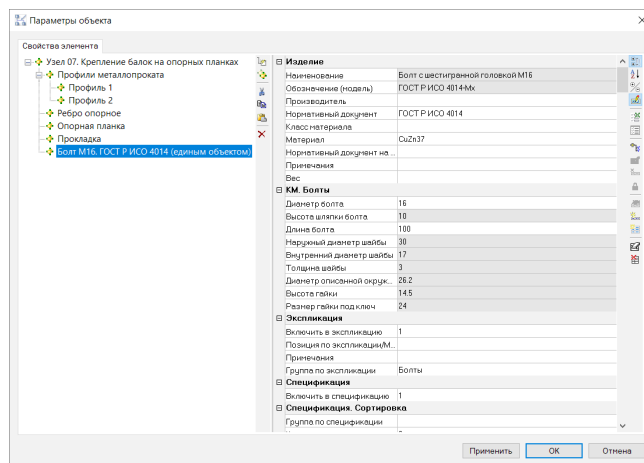 Параметры объекта
Свойства элемента
Узел 07. Крепление балок на опорных планках
Профили металлопроката
Профиль 1
Профиль 2
Ребро опорное
Опорная планка
Прокладка
Болт М16. ГОСТ Р ИСО 4014 (единым объектом)
Изделие
Наименование Болт с шестигранной головкой М16
Обозначение (модель) ГОСТ Р ИСО 4014-Мх
Производитель
Нормативный документ ГОСТ Р ИСО 4014
Класс материала
Материал CuZn37
Нормативный документ на ...
Примечания
Вес
КМ. Болты
Диаметр болта 16
Высота шляпки болта 10
Длина болта 100
Наружный диаметр шайбы 30
Внутренний диаметр шайбы 17
Толщина шайбы 3
Диаметр описанной окруж... 26.2
Высота гайки 14.5
Размер гайки под ключ 24
Экспликация
Включить в экспликацию 1
Позиция по экспликации/М...
Примечания
Группа по экспликации Болты
Спецификация
Включить в спецификацию 1
Спецификация. Сортировка
Группа по спецификации
Применить ОК Отмена